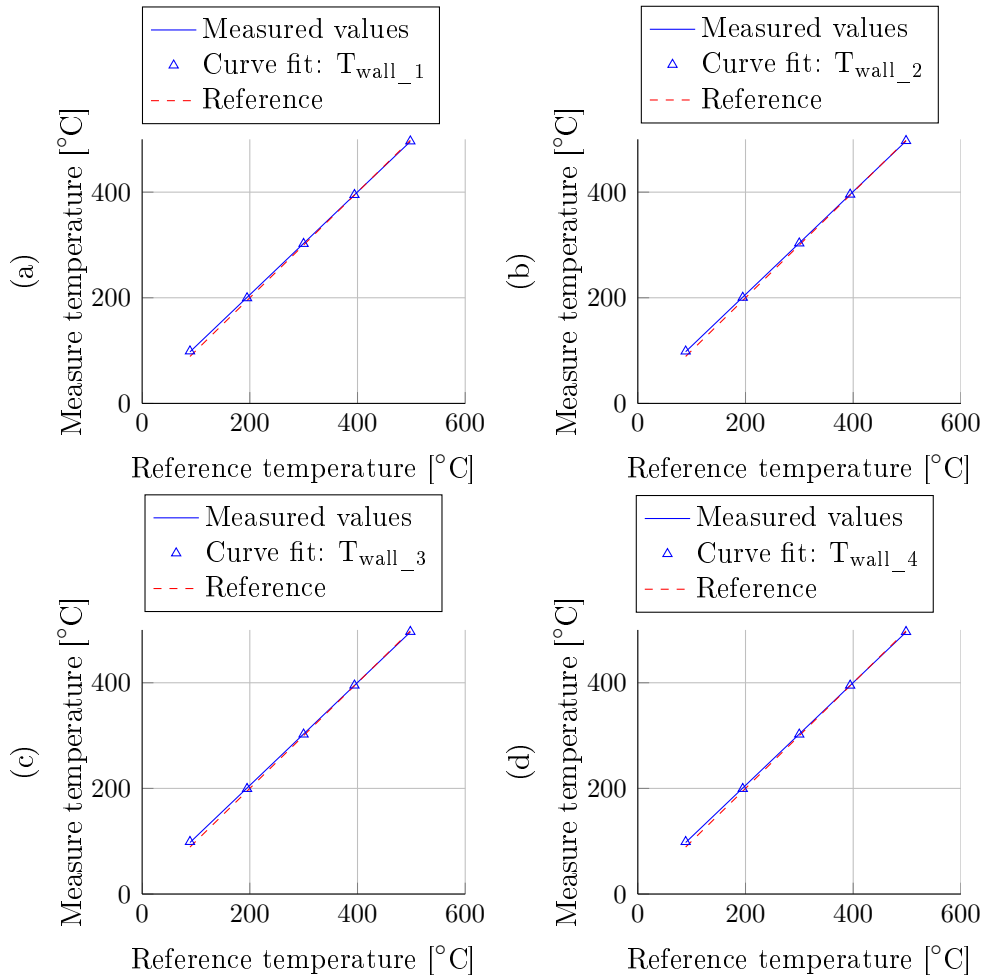 Measured values
Curve fit: T_wall_1
Reference
(a)
Measure temperature [°C]
400
200
0
0 200 400 600
Reference temperature [°C]
Measured values
Curve fit: T_wall_2
Reference
(b)
Measure temperature [°C]
400
200
0
0 200 400 600
Reference temperature [°C]
Measured values
Curve fit: T_wall_3
Reference
(c)
Measure temperature [°C]
400
200
0
0 200 400 600
Reference temperature [°C]
Measured values
Curve fit: T_wall_4
Reference
(d)
Measure temperature [°C]
400
200
0
0 200 400 600
Reference temperature [°C]